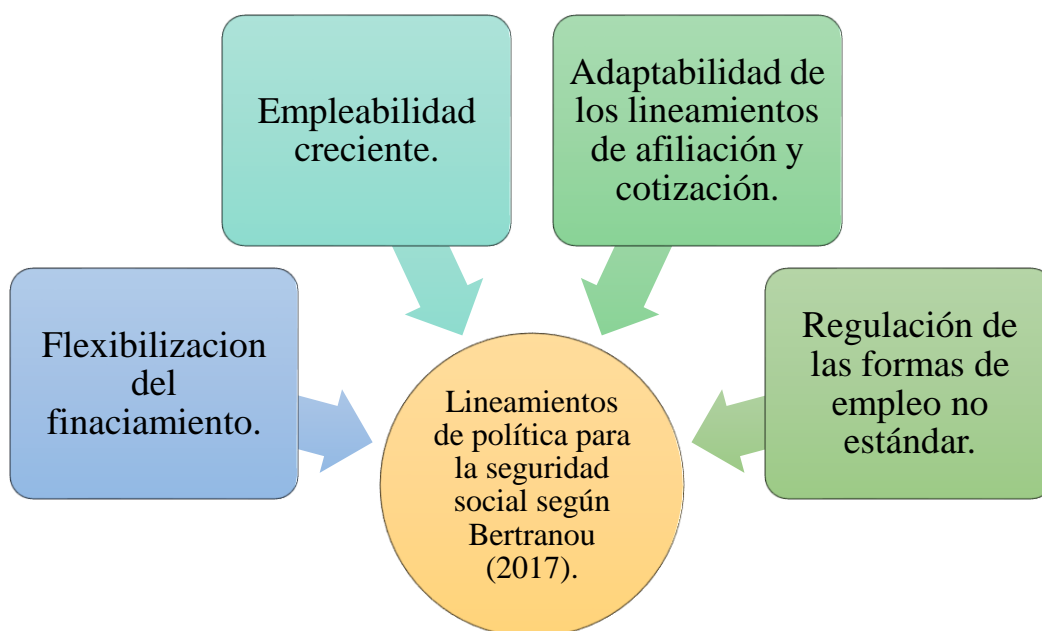 Empleabilidad
creciente.
Adaptabilidad de
los lineamientos
de afiliación y
cotización.
Flexibilizacion
del
finaciamiento.
Regulación de
las formas de
empleo no
estándar.
Lineamientos
de política para
la seguridad
social según
Bertranou
(2017).